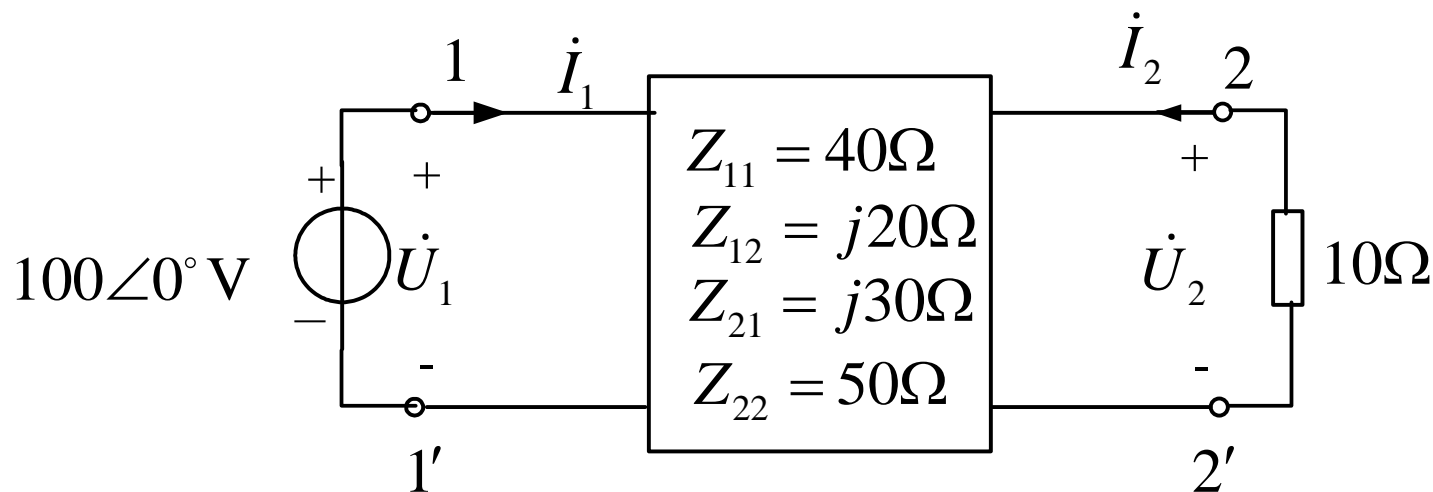 1 İ₁ İ₂ 2
+ + Z₁₁ = 40Ω +
Z₁₂ = j20Ω
100∠0° V U̇₁ U̇₂ 10Ω
Z₂₁ = j30Ω
− - Z₂₂ = 50Ω -
1′ 2′